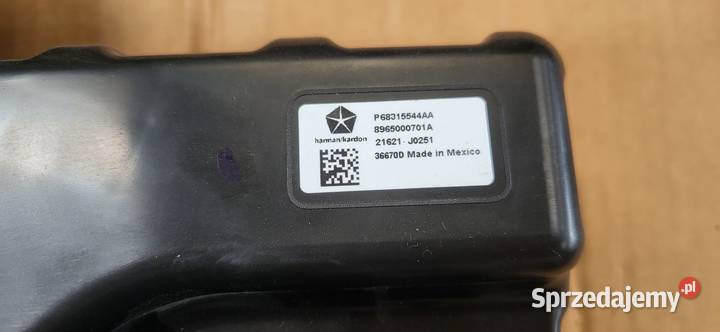 P68315544AA
8965000701A
harman/kardon
21621 J0251
36670D Made in Mexico
Sprzedajemy.pl